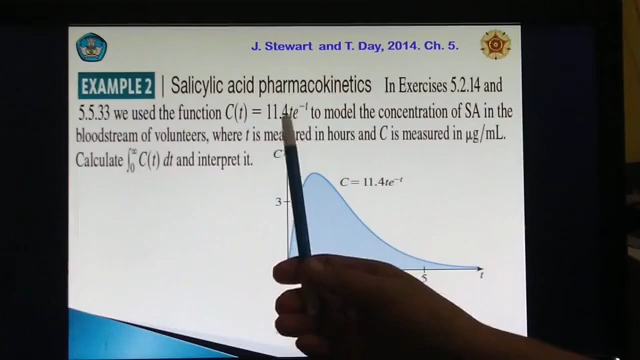 J. Stewart and T. Day, 2014. Ch. 5.
EXAMPLE 2 | Salicylic acid pharmacokinetics In Exercises 5.2.14 and
5.5.33 we used the function C(t) = 11.4te⁻ᵗ to model the concentration of SA in the
bloodstream of volunteers, where t is measured in hours and C is measured in μg/mL.
Calculate ∫₀^∞ C(t) dt and interpret it.
C
C = 11.4te⁻ᵗ
3
5
t